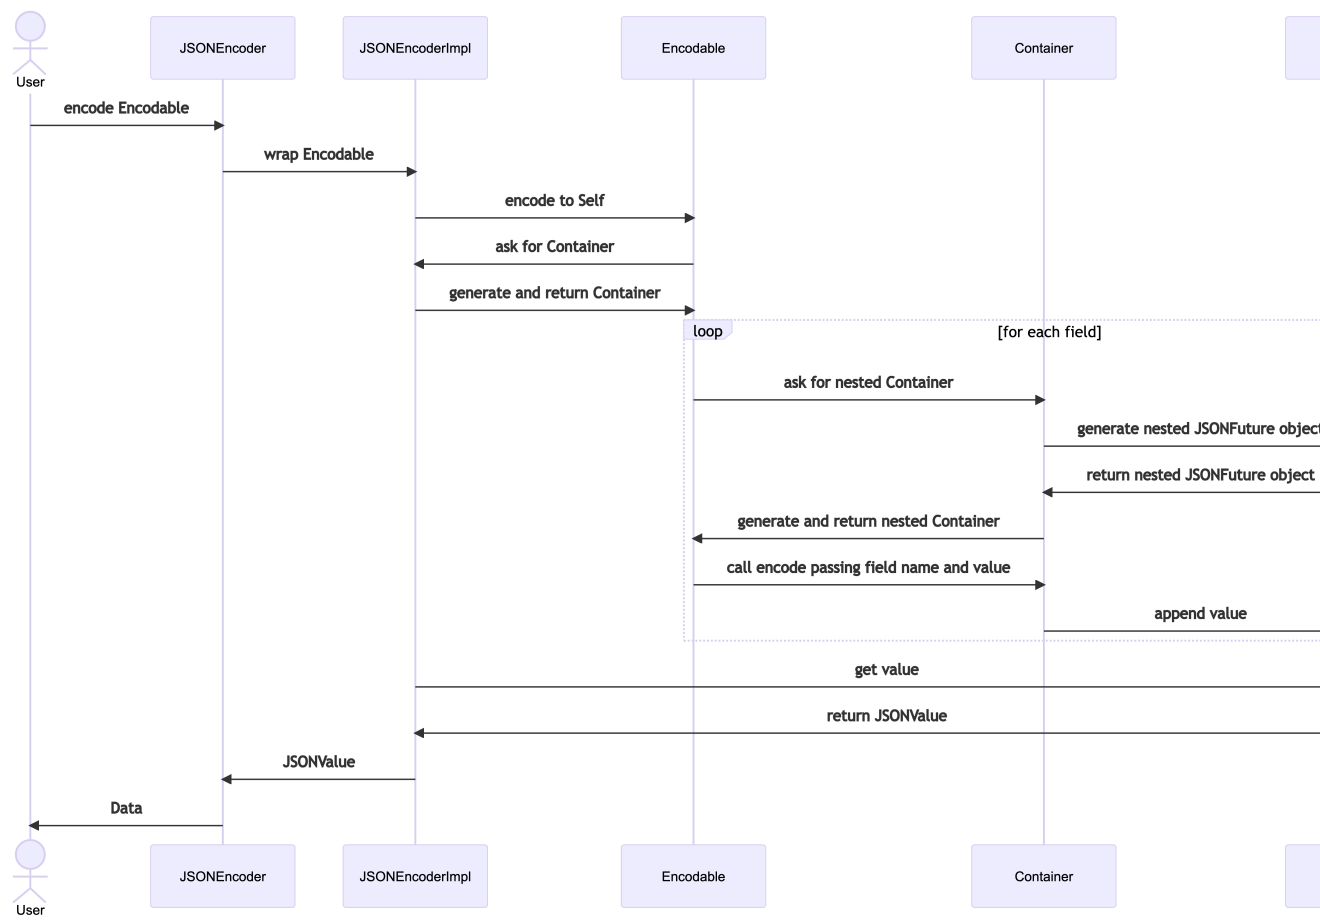 User
JSONEncoder
JSONEncoderImpl
Encodable
Container
encode Encodable
wrap Encodable
encode to Self
ask for Container
generate and return Container
loop
[for each field]
ask for nested Container
generate nested JSONFuture object
return nested JSONFuture object
generate and return nested Container
call encode passing field name and value
append value
get value
return JSONValue
JSONValue
Data
User
JSONEncoder
JSONEncoderImpl
Encodable
Container